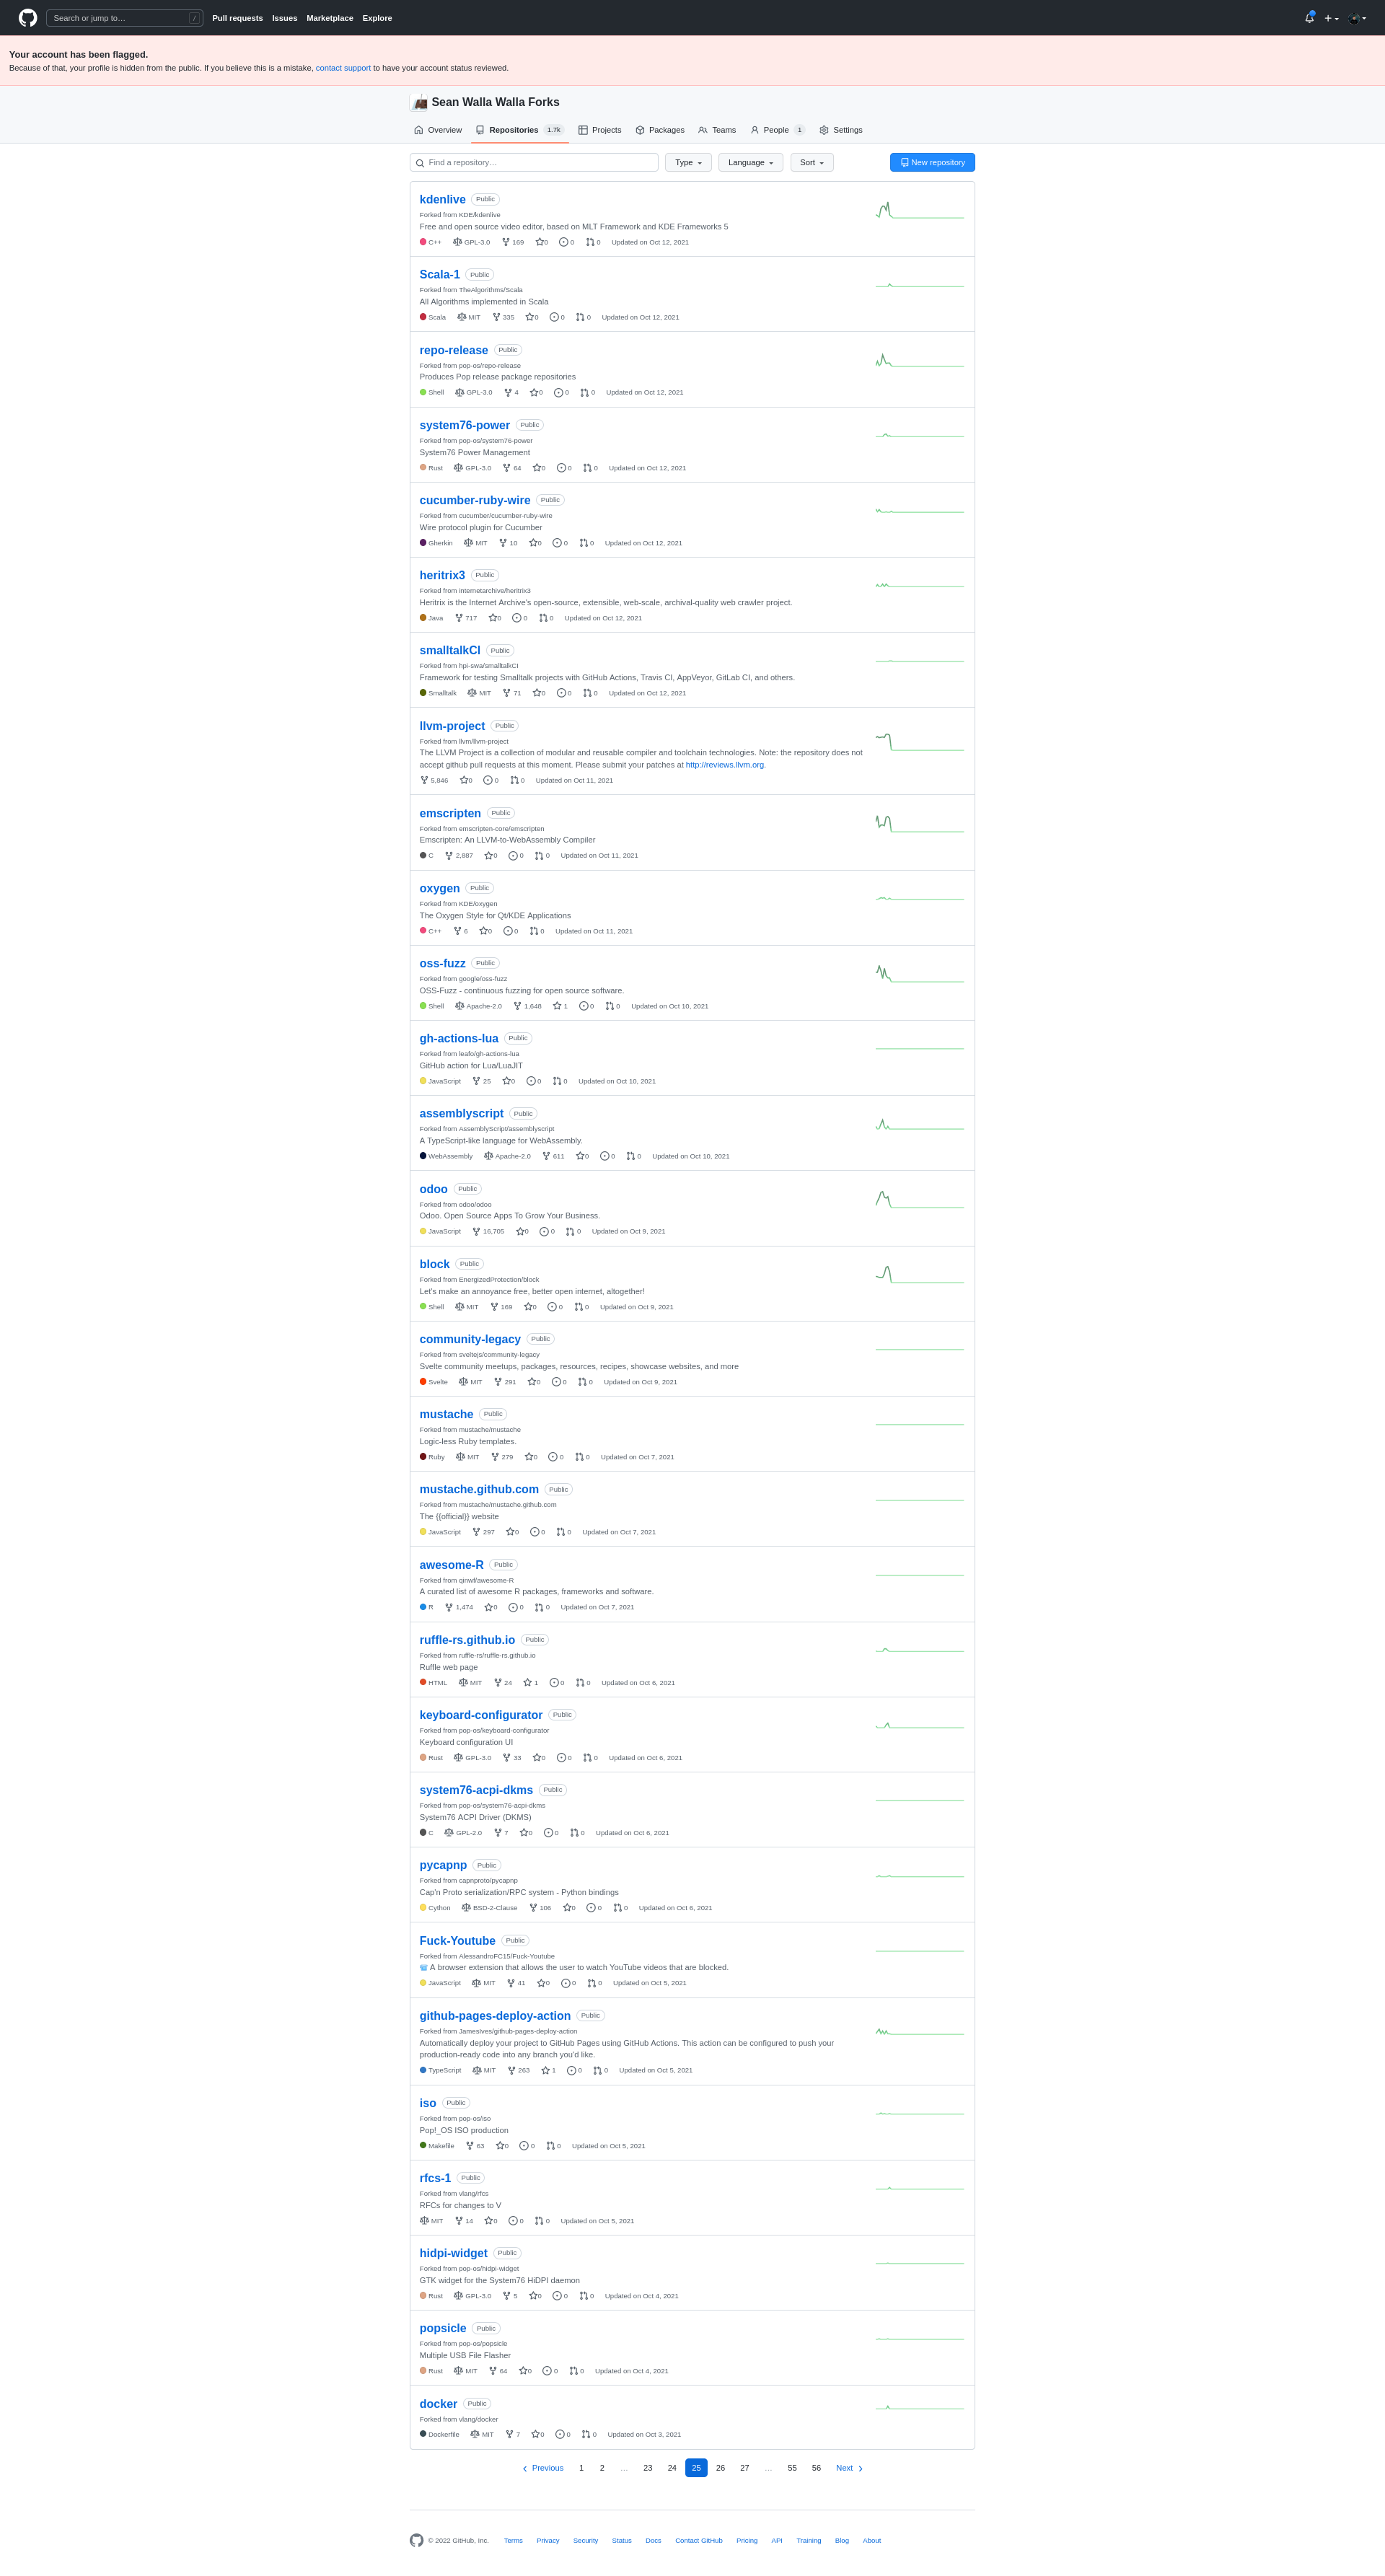 Search or jump to… /
Pull requests Issues Marketplace Explore
Your account has been flagged.
Because of that, your profile is hidden from the public. If you believe this is a mistake, contact support to have your account status reviewed.
Sean Walla Walla Forks
Overview Repositories 1.7k Projects Packages Teams People 1 Settings
Find a repository… Type Language Sort New repository
kdenlive Public
Forked from KDE/kdenlive
Free and open source video editor, based on MLT Framework and KDE Frameworks 5
C++ GPL-3.0 169 0 0 0 Updated on Oct 12, 2021
Scala-1 Public
Forked from TheAlgorithms/Scala
All Algorithms implemented in Scala
Scala MIT 335 0 0 0 Updated on Oct 12, 2021
repo-release Public
Forked from pop-os/repo-release
Produces Pop release package repositories
Shell GPL-3.0 4 0 0 0 Updated on Oct 12, 2021
system76-power Public
Forked from pop-os/system76-power
System76 Power Management
Rust GPL-3.0 64 0 0 0 Updated on Oct 12, 2021
cucumber-ruby-wire Public
Forked from cucumber/cucumber-ruby-wire
Wire protocol plugin for Cucumber
Gherkin MIT 10 0 0 0 Updated on Oct 12, 2021
heritrix3 Public
Forked from internetarchive/heritrix3
Heritrix is the Internet Archive's open-source, extensible, web-scale, archival-quality web crawler project.
Java 717 0 0 0 Updated on Oct 12, 2021
smalltalkCI Public
Forked from hpi-swa/smalltalkCI
Framework for testing Smalltalk projects with GitHub Actions, Travis CI, AppVeyor, GitLab CI, and others.
Smalltalk MIT 71 0 0 0 Updated on Oct 12, 2021
llvm-project Public
Forked from llvm/llvm-project
The LLVM Project is a collection of modular and reusable compiler and toolchain technologies. Note: the repository does not
accept github pull requests at this moment. Please submit your patches at http://reviews.llvm.org.
5,846 0 0 0 Updated on Oct 11, 2021
emscripten Public
Forked from emscripten-core/emscripten
Emscripten: An LLVM-to-WebAssembly Compiler
C 2,887 0 0 0 Updated on Oct 11, 2021
oxygen Public
Forked from KDE/oxygen
The Oxygen Style for Qt/KDE Applications
C++ 6 0 0 0 Updated on Oct 11, 2021
oss-fuzz Public
Forked from google/oss-fuzz
OSS-Fuzz - continuous fuzzing for open source software.
Shell Apache-2.0 1,648 1 0 0 Updated on Oct 10, 2021
gh-actions-lua Public
Forked from leafo/gh-actions-lua
GitHub action for Lua/LuaJIT
JavaScript 25 0 0 0 Updated on Oct 10, 2021
assemblyscript Public
Forked from AssemblyScript/assemblyscript
A TypeScript-like language for WebAssembly.
WebAssembly Apache-2.0 611 0 0 0 Updated on Oct 10, 2021
odoo Public
Forked from odoo/odoo
Odoo. Open Source Apps To Grow Your Business.
JavaScript 16,705 0 0 0 Updated on Oct 9, 2021
block Public
Forked from EnergizedProtection/block
Let's make an annoyance free, better open internet, altogether!
Shell MIT 169 0 0 0 Updated on Oct 9, 2021
community-legacy Public
Forked from sveltejs/community-legacy
Svelte community meetups, packages, resources, recipes, showcase websites, and more
Svelte MIT 291 0 0 0 Updated on Oct 9, 2021
mustache Public
Forked from mustache/mustache
Logic-less Ruby templates.
Ruby MIT 279 0 0 0 Updated on Oct 7, 2021
mustache.github.com Public
Forked from mustache/mustache.github.com
The {{official}} website
JavaScript 297 0 0 0 Updated on Oct 7, 2021
awesome-R Public
Forked from qinwf/awesome-R
A curated list of awesome R packages, frameworks and software.
R 1,474 0 0 0 Updated on Oct 7, 2021
ruffle-rs.github.io Public
Forked from ruffle-rs/ruffle-rs.github.io
Ruffle web page
HTML MIT 24 1 0 0 Updated on Oct 6, 2021
keyboard-configurator Public
Forked from pop-os/keyboard-configurator
Keyboard configuration UI
Rust GPL-3.0 33 0 0 0 Updated on Oct 6, 2021
system76-acpi-dkms Public
Forked from pop-os/system76-acpi-dkms
System76 ACPI Driver (DKMS)
C GPL-2.0 7 0 0 0 Updated on Oct 6, 2021
pycapnp Public
Forked from capnproto/pycapnp
Cap'n Proto serialization/RPC system - Python bindings
Cython BSD-2-Clause 106 0 0 0 Updated on Oct 6, 2021
Fuck-Youtube Public
Forked from AlessandroFC15/Fuck-Youtube
A browser extension that allows the user to watch YouTube videos that are blocked.
JavaScript MIT 41 0 0 0 Updated on Oct 5, 2021
github-pages-deploy-action Public
Forked from JamesIves/github-pages-deploy-action
Automatically deploy your project to GitHub Pages using GitHub Actions. This action can be configured to push your
production-ready code into any branch you'd like.
TypeScript MIT 263 1 0 0 Updated on Oct 5, 2021
iso Public
Forked from pop-os/iso
Pop!_OS ISO production
Makefile 63 0 0 0 Updated on Oct 5, 2021
rfcs-1 Public
Forked from vlang/rfcs
RFCs for changes to V
MIT 14 0 0 0 Updated on Oct 5, 2021
hidpi-widget Public
Forked from pop-os/hidpi-widget
GTK widget for the System76 HiDPI daemon
Rust GPL-3.0 5 0 0 0 Updated on Oct 4, 2021
popsicle Public
Forked from pop-os/popsicle
Multiple USB File Flasher
Rust MIT 64 0 0 0 Updated on Oct 4, 2021
docker Public
Forked from vlang/docker
Dockerfile MIT 7 0 0 0 Updated on Oct 3, 2021
Previous 1 2 … 23 24 25 26 27 … 55 56 Next
© 2022 GitHub, Inc. Terms Privacy Security Status Docs Contact GitHub Pricing API Training Blog About